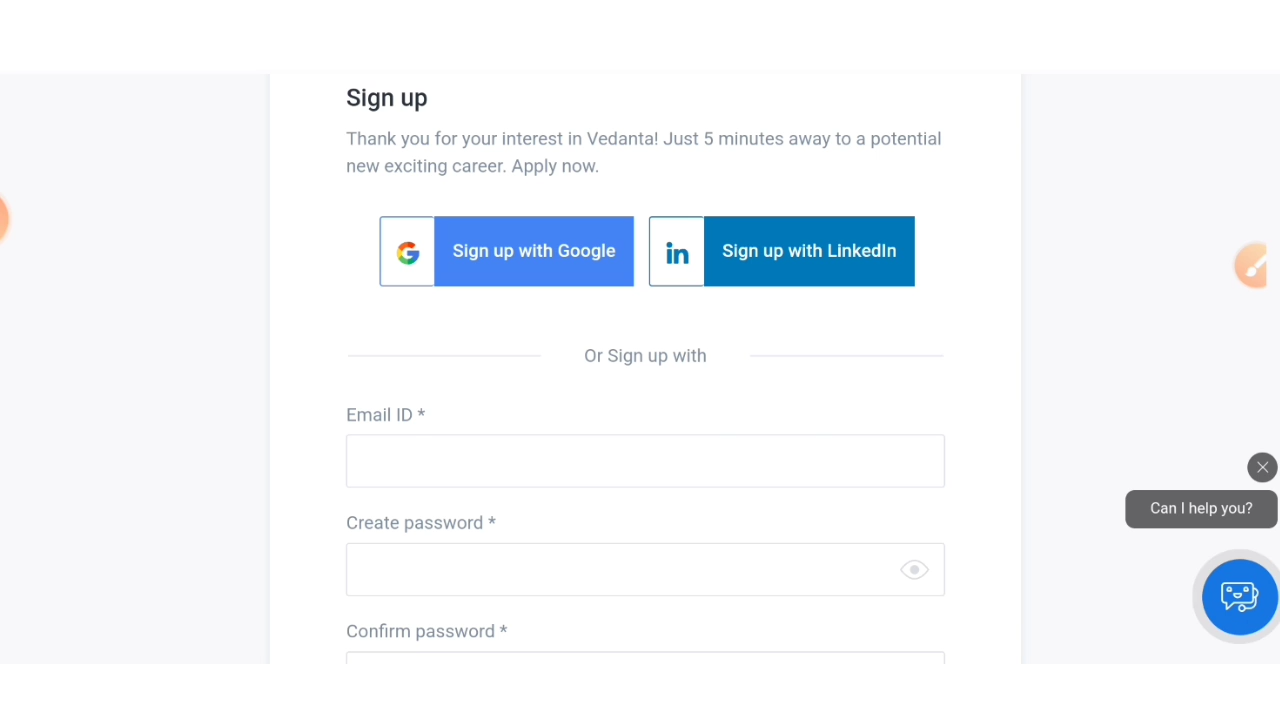 Sign up
Thank you for your interest in Vedanta! Just 5 minutes away to a potential
new exciting career. Apply now.
Sign up with Google
in Sign up with LinkedIn
Or Sign up with
Email ID *
Create password *
Confirm password *
Can I help you?